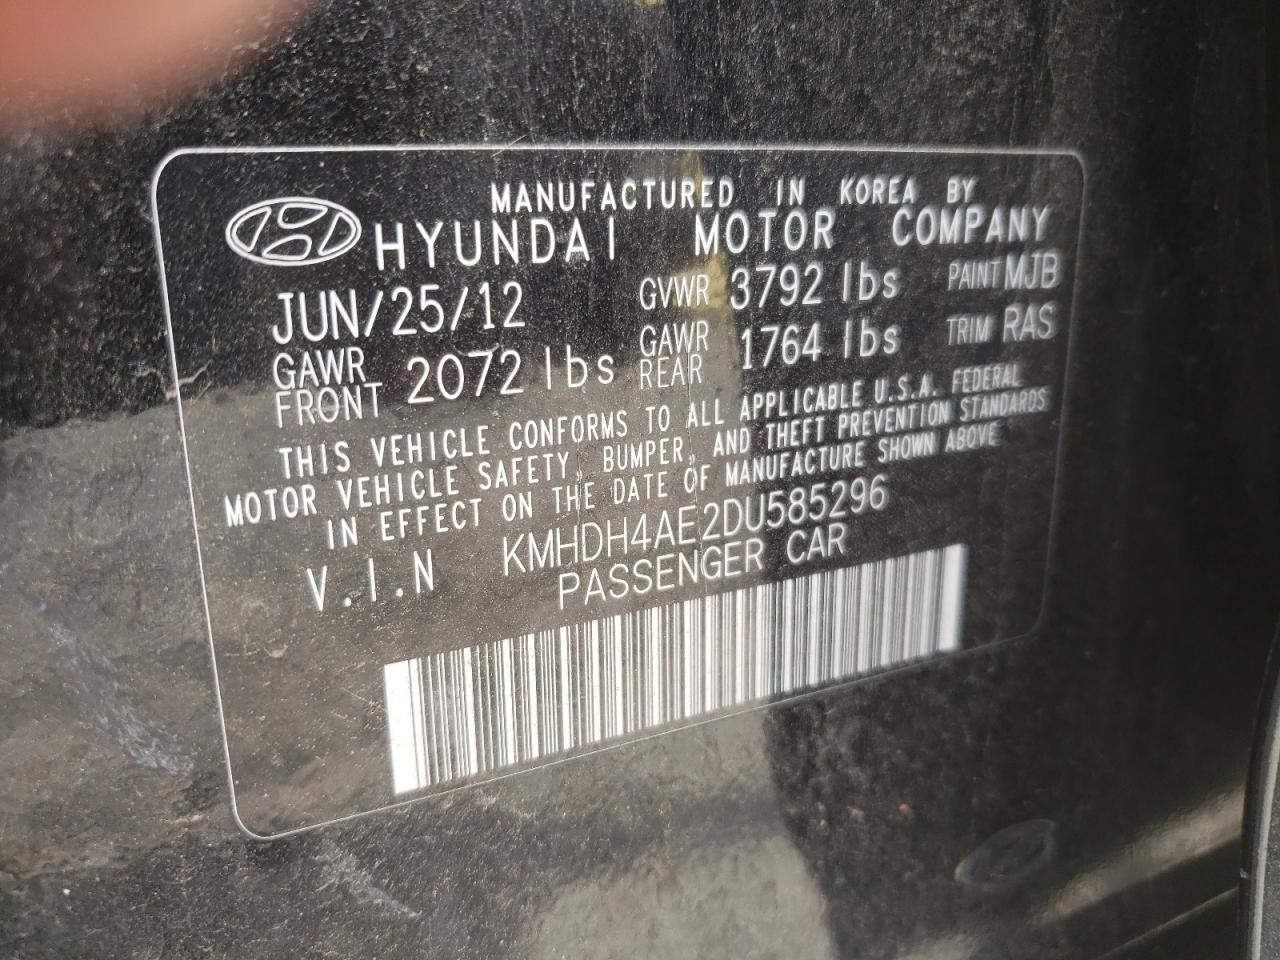 MANUFACTURED IN KOREA BY
HYUNDAI MOTOR COMPANY
JUN/25/12 GVWR 3792 lbs PAINT MJB
GAWR FRONT 2072 lbs GAWR REAR 1764 lbs TRIM RAS
THIS VEHICLE CONFORMS TO ALL APPLICABLE U.S.A. FEDERAL
MOTOR VEHICLE SAFETY, BUMPER, AND THEFT PREVENTION STANDARDS
IN EFFECT ON THE DATE OF MANUFACTURE SHOWN ABOVE
V.I.N KMHDH4AE2DU585296
PASSENGER CAR